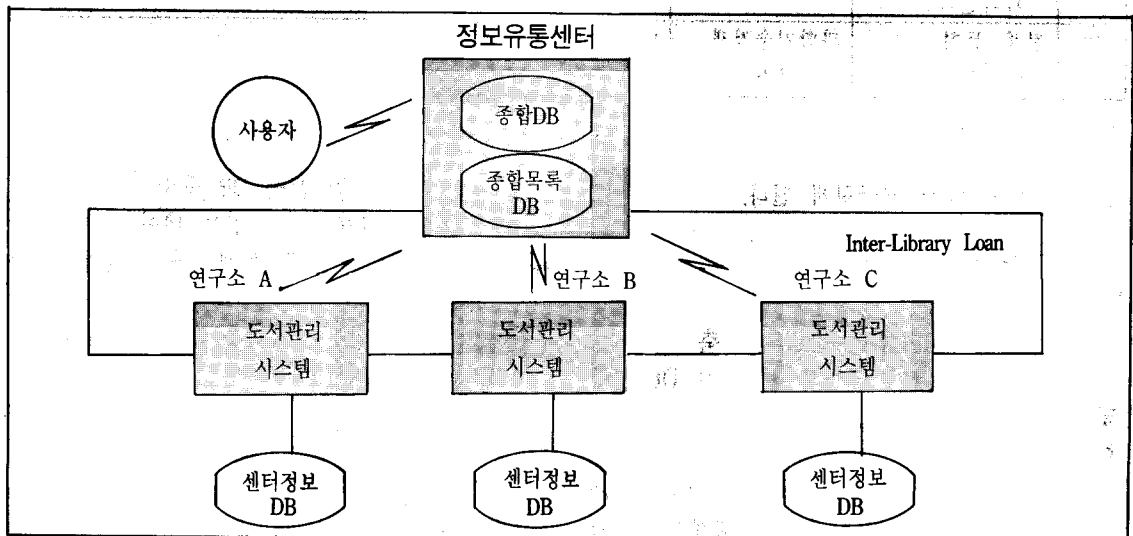 정보유통센터
사용자
종합DB
종합목록
DB
Inter-Library Loan
연구소 A
연구소 B
연구소 C
도서관리
시스템
도서관리
시스템
도서관리
시스템
센터정보
DB
센터정보
DB
센터정보
DB